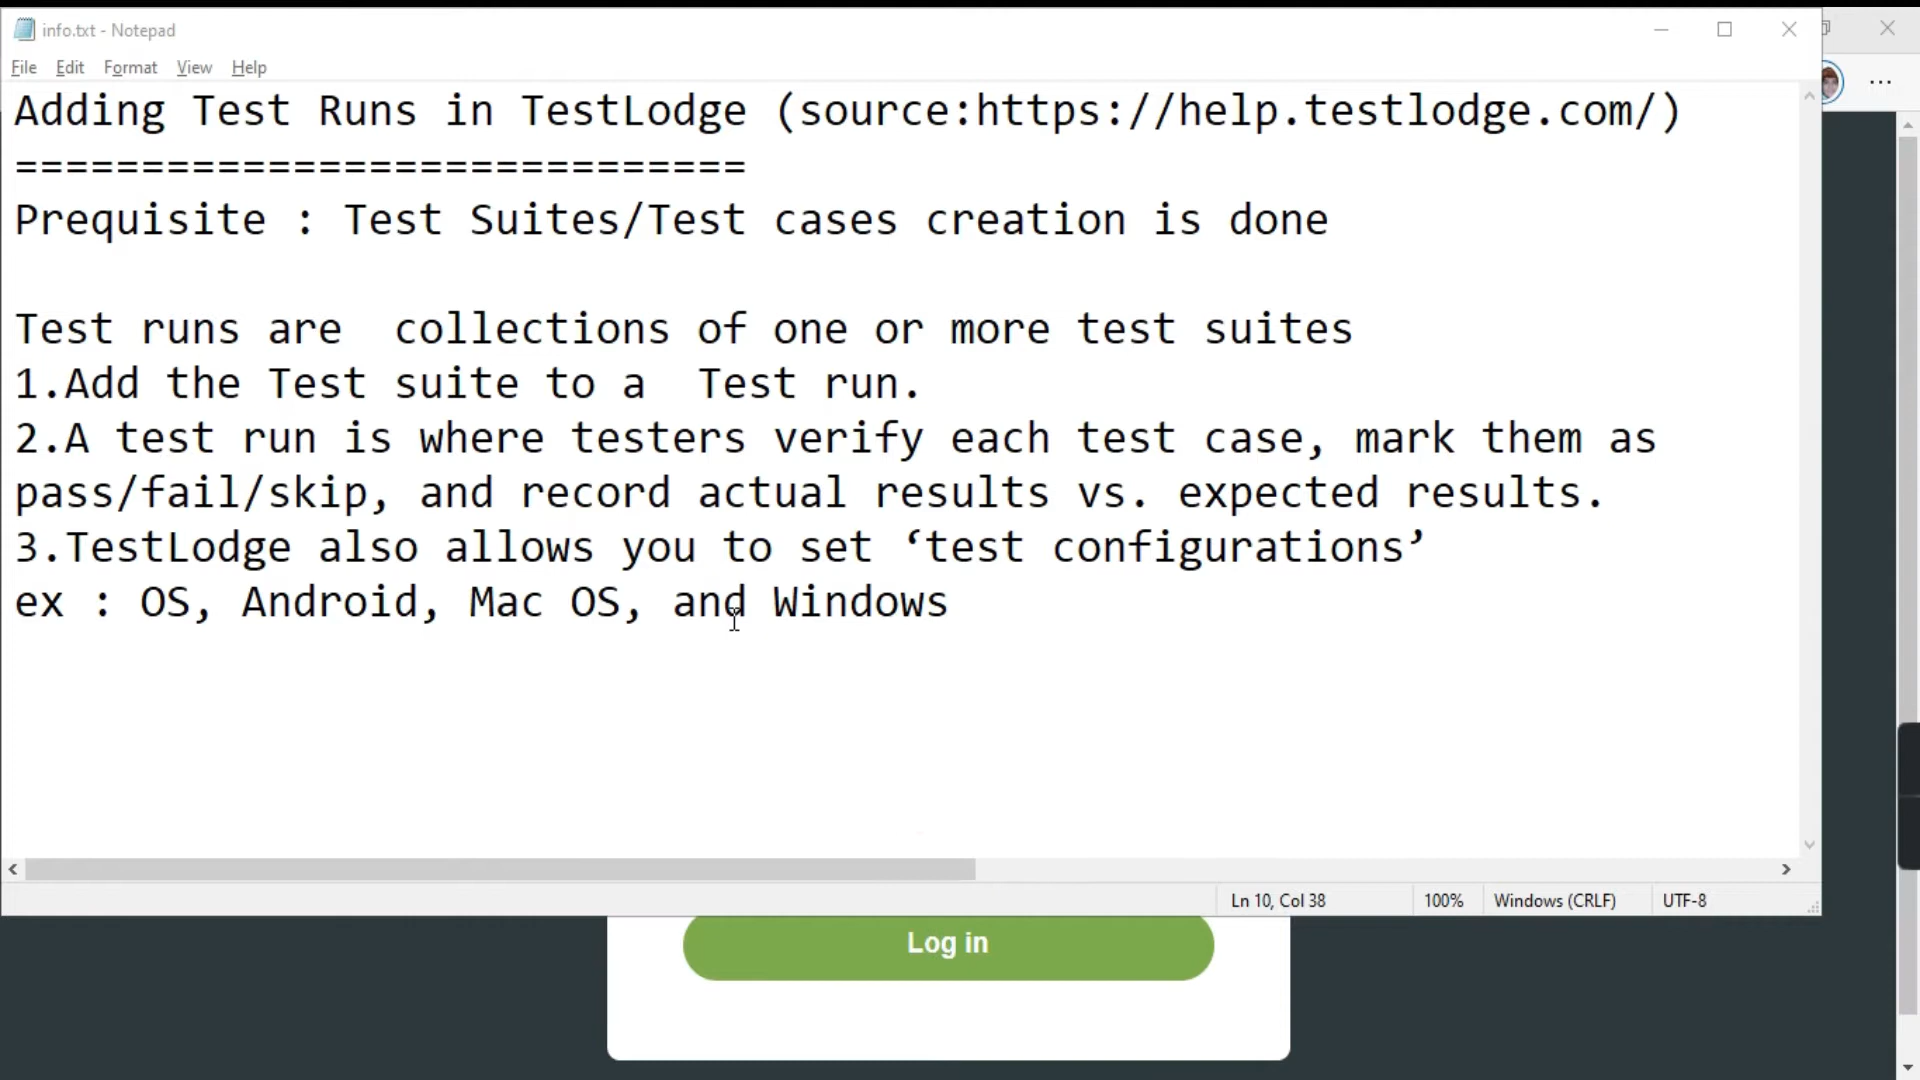 info.txt - Notepad
File Edit Format View Help
Adding Test Runs in TestLodge (source:https://help.testlodge.com/)
=============================
Prequisite : Test Suites/Test cases creation is done
Test runs are  collections of one or more test suites
1.Add the Test suite to a  Test run.
2.A test run is where testers verify each test case, mark them as
pass/fail/skip, and record actual results vs. expected results.
3.TestLodge also allows you to set ‘test configurations’
ex : OS, Android, Mac OS, and Windows
Ln 10, Col 38 100% Windows (CRLF) UTF-8
Log in